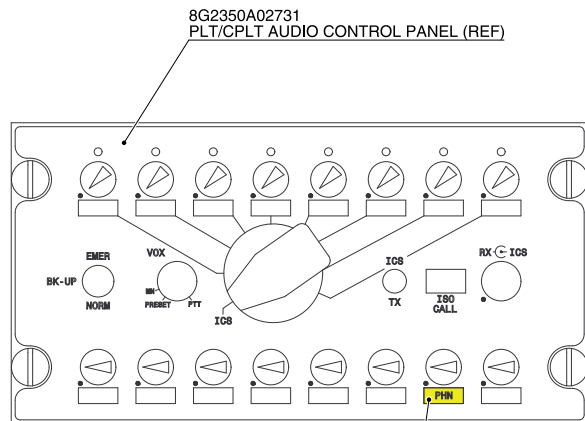 8G2350A02731
PLT/CPLT AUDIO CONTROL PANEL (REF)
EMER
BK-UP
NORM
VOX
MN
PRESET
PTT
ICS
ICS
TX
ISO
CALL
RX ICS
PHN